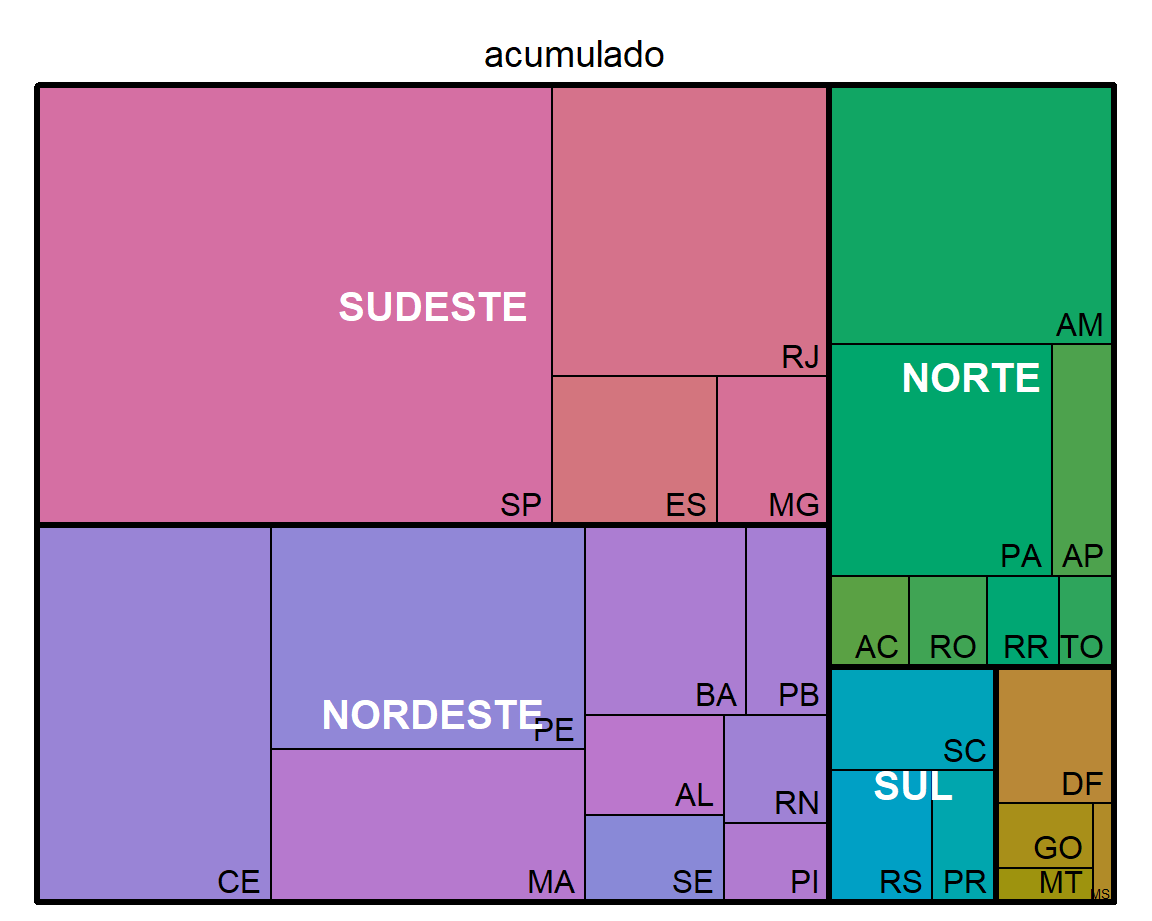 acumulado
SUDESTE
SP
RJ
ES
MG
NORTE
AM
PA
AP
AC
RO
RR
TO
NORDESTE
CE
PE
MA
BA
PB
AL
RN
SE
PI
SUL
SC
RS
PR
DF
GO
MT
MS